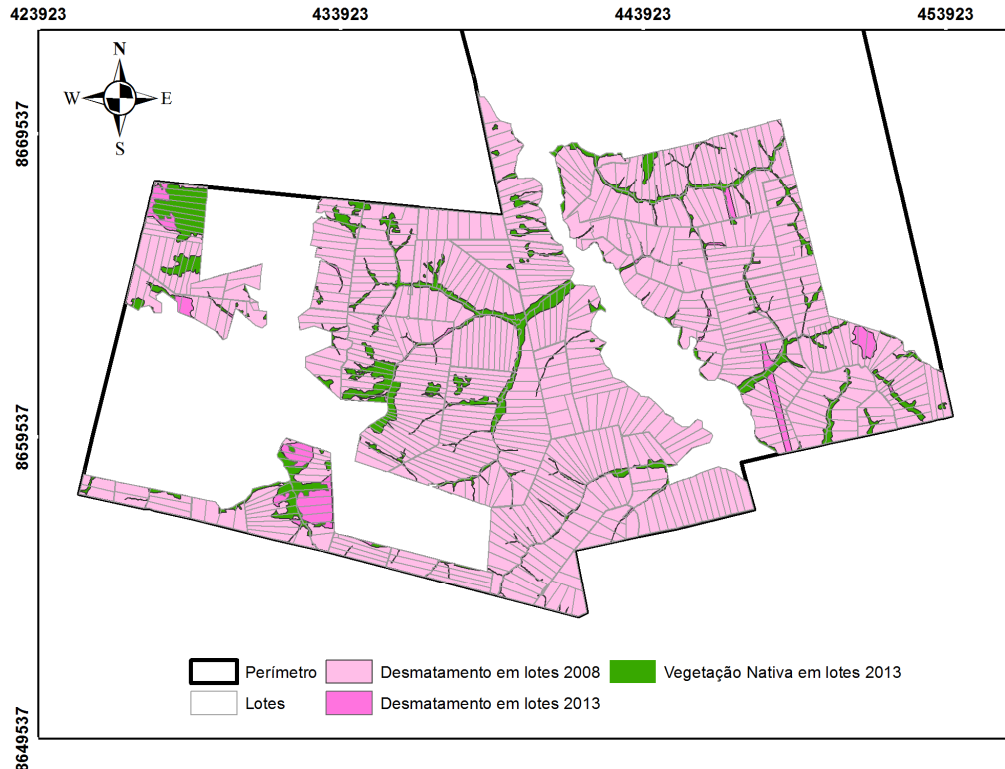 423923 433923 443923 453923
N
W E
S
8669537
8659537
8649537
Perímetro Desmatamento em lotes 2008 Vegetação Nativa em lotes 2013
Lotes Desmatamento em lotes 2013